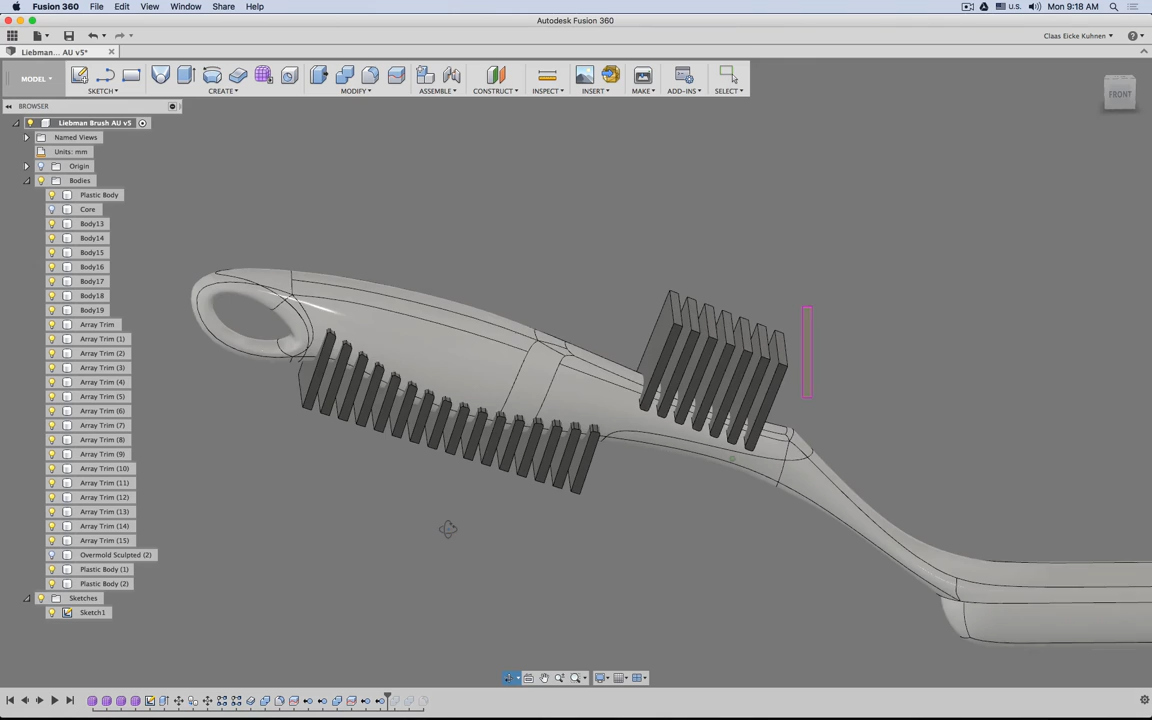 Fusion 360 File Edit View Window Share Help U.S. Mon 9:18 AM
Autodesk Fusion 360
Claas Eicke Kuhnen
Liebman... AU v5*
MODEL
SKETCH CREATE MODIFY ASSEMBLE CONSTRUCT INSPECT INSERT MAKE ADD-INS SELECT
FRONT
BROWSER
Liebman Brush AU v5
Named Views
Units: mm
Origin
Bodies
Plastic Body
Core
Body13
Body14
Body15
Body16
Body17
Body18
Body19
Array Trim
Array Trim (1)
Array Trim (2)
Array Trim (3)
Array Trim (4)
Array Trim (5)
Array Trim (6)
Array Trim (7)
Array Trim (8)
Array Trim (9)
Array Trim (10)
Array Trim (11)
Array Trim (12)
Array Trim (13)
Array Trim (14)
Array Trim (15)
Overmold Sculpted (2)
Plastic Body (1)
Plastic Body (2)
Sketches
Sketch1